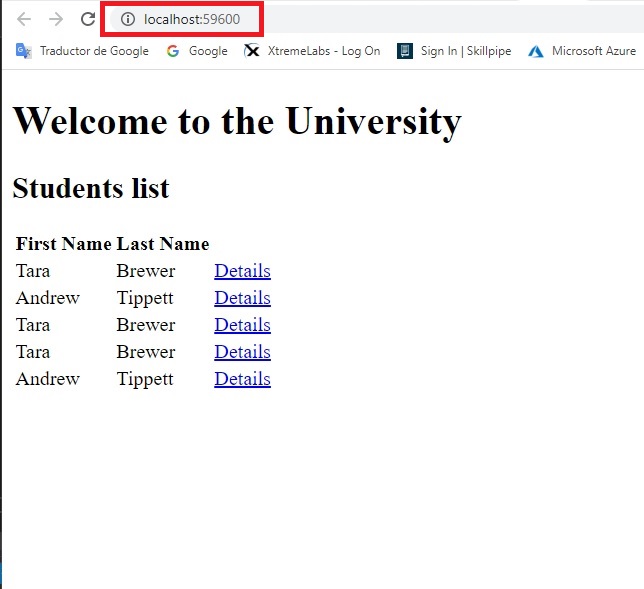 localhost:59600
Traductor de Google Google XtremeLabs - Log On Sign In | Skillpipe Microsoft Azure
Welcome to the University
Students list
First Name Last Name
Tara Brewer Details
Andrew Tippett Details
Tara Brewer Details
Tara Brewer Details
Andrew Tippett Details